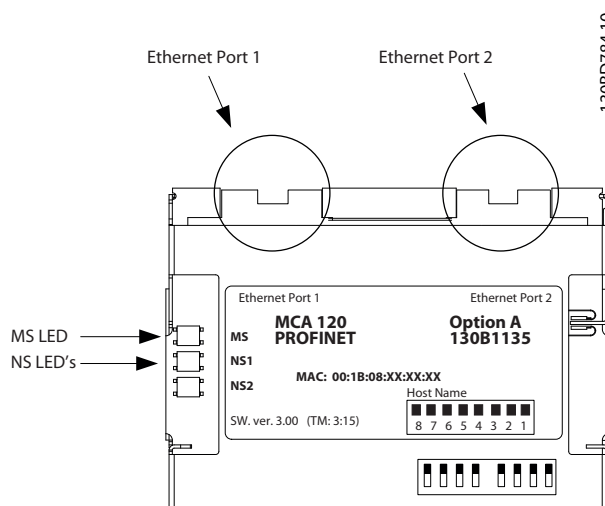 Ethernet Port 1
Ethernet Port 2
Ethernet Port 1
Ethernet Port 2
MS LED
NS LED's
MS
NS1
NS2
MCA 120
PROFINET
Option A
130B1135
MAC: 00:1B:08:XX:XX:XX
Host Name
8 7 6 5 4 3 2 1
SW. ver. 3.00 (TM: 3:15)